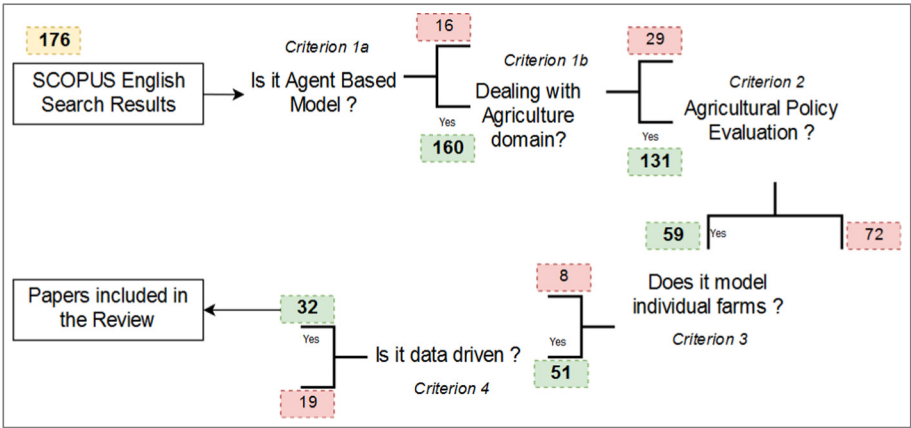 176
SCOPUS English
Search Results
Criterion 1a
Is it Agent Based
Model ?
16
Yes
160
Criterion 1b
Dealing with
Agriculture
domain?
29
Yes
131
Criterion 2
Agricultural Policy
Evaluation ?
59
Yes
72
Does it model
individual farms ?
Criterion 3
8
Yes
51
Is it data driven ?
Criterion 4
32
Yes
19
Papers included in
the Review